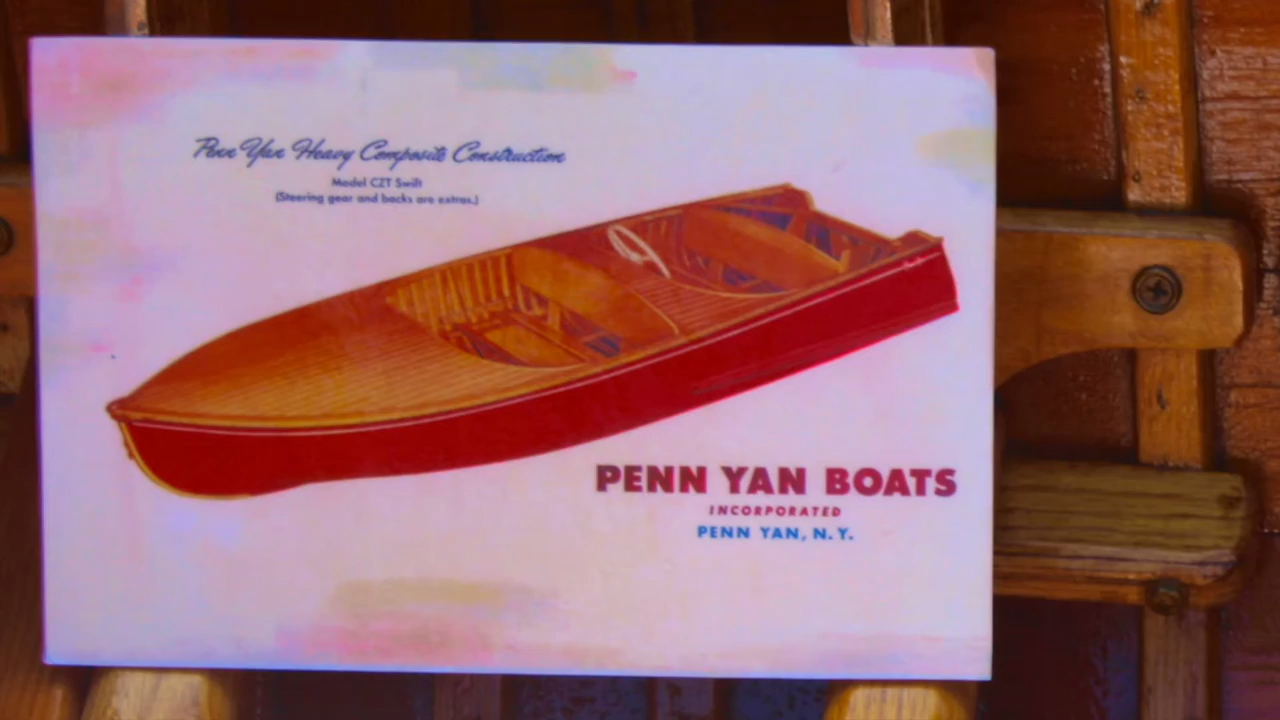 Penn Yan Heavy Composite Construction
Model CZT Swift
(Steering gear and backs are extras.)
PENN YAN BOATS
INCORPORATED
PENN YAN, N. Y.